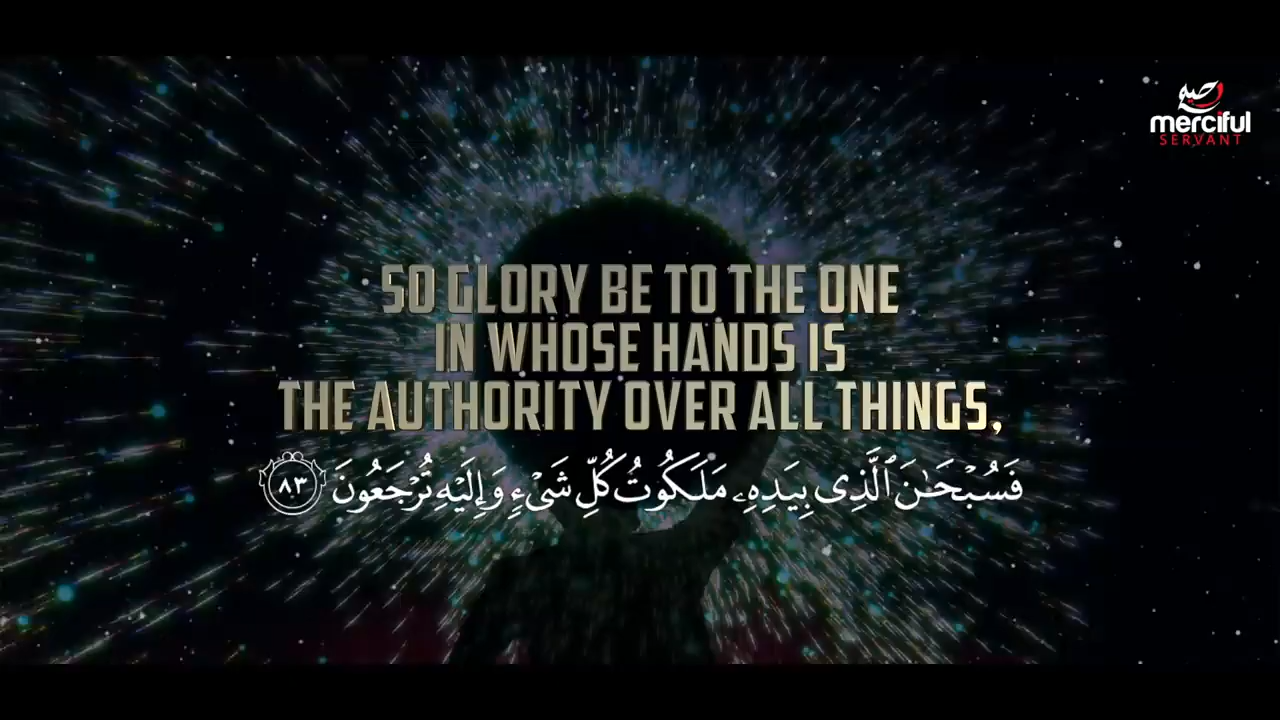 merciful
SERVANT
SO GLORY BE TO THE ONE
IN WHOSE HANDS IS
THE AUTHORITY OVER ALL THINGS,
فَسُبْحَـٰنَ ٱلَّذِى بِيَدِهِۦ مَلَكُوتُ كُلِّ شَىْءٍ وَإِلَيْهِ تُرْجَعُونَ ٨٣